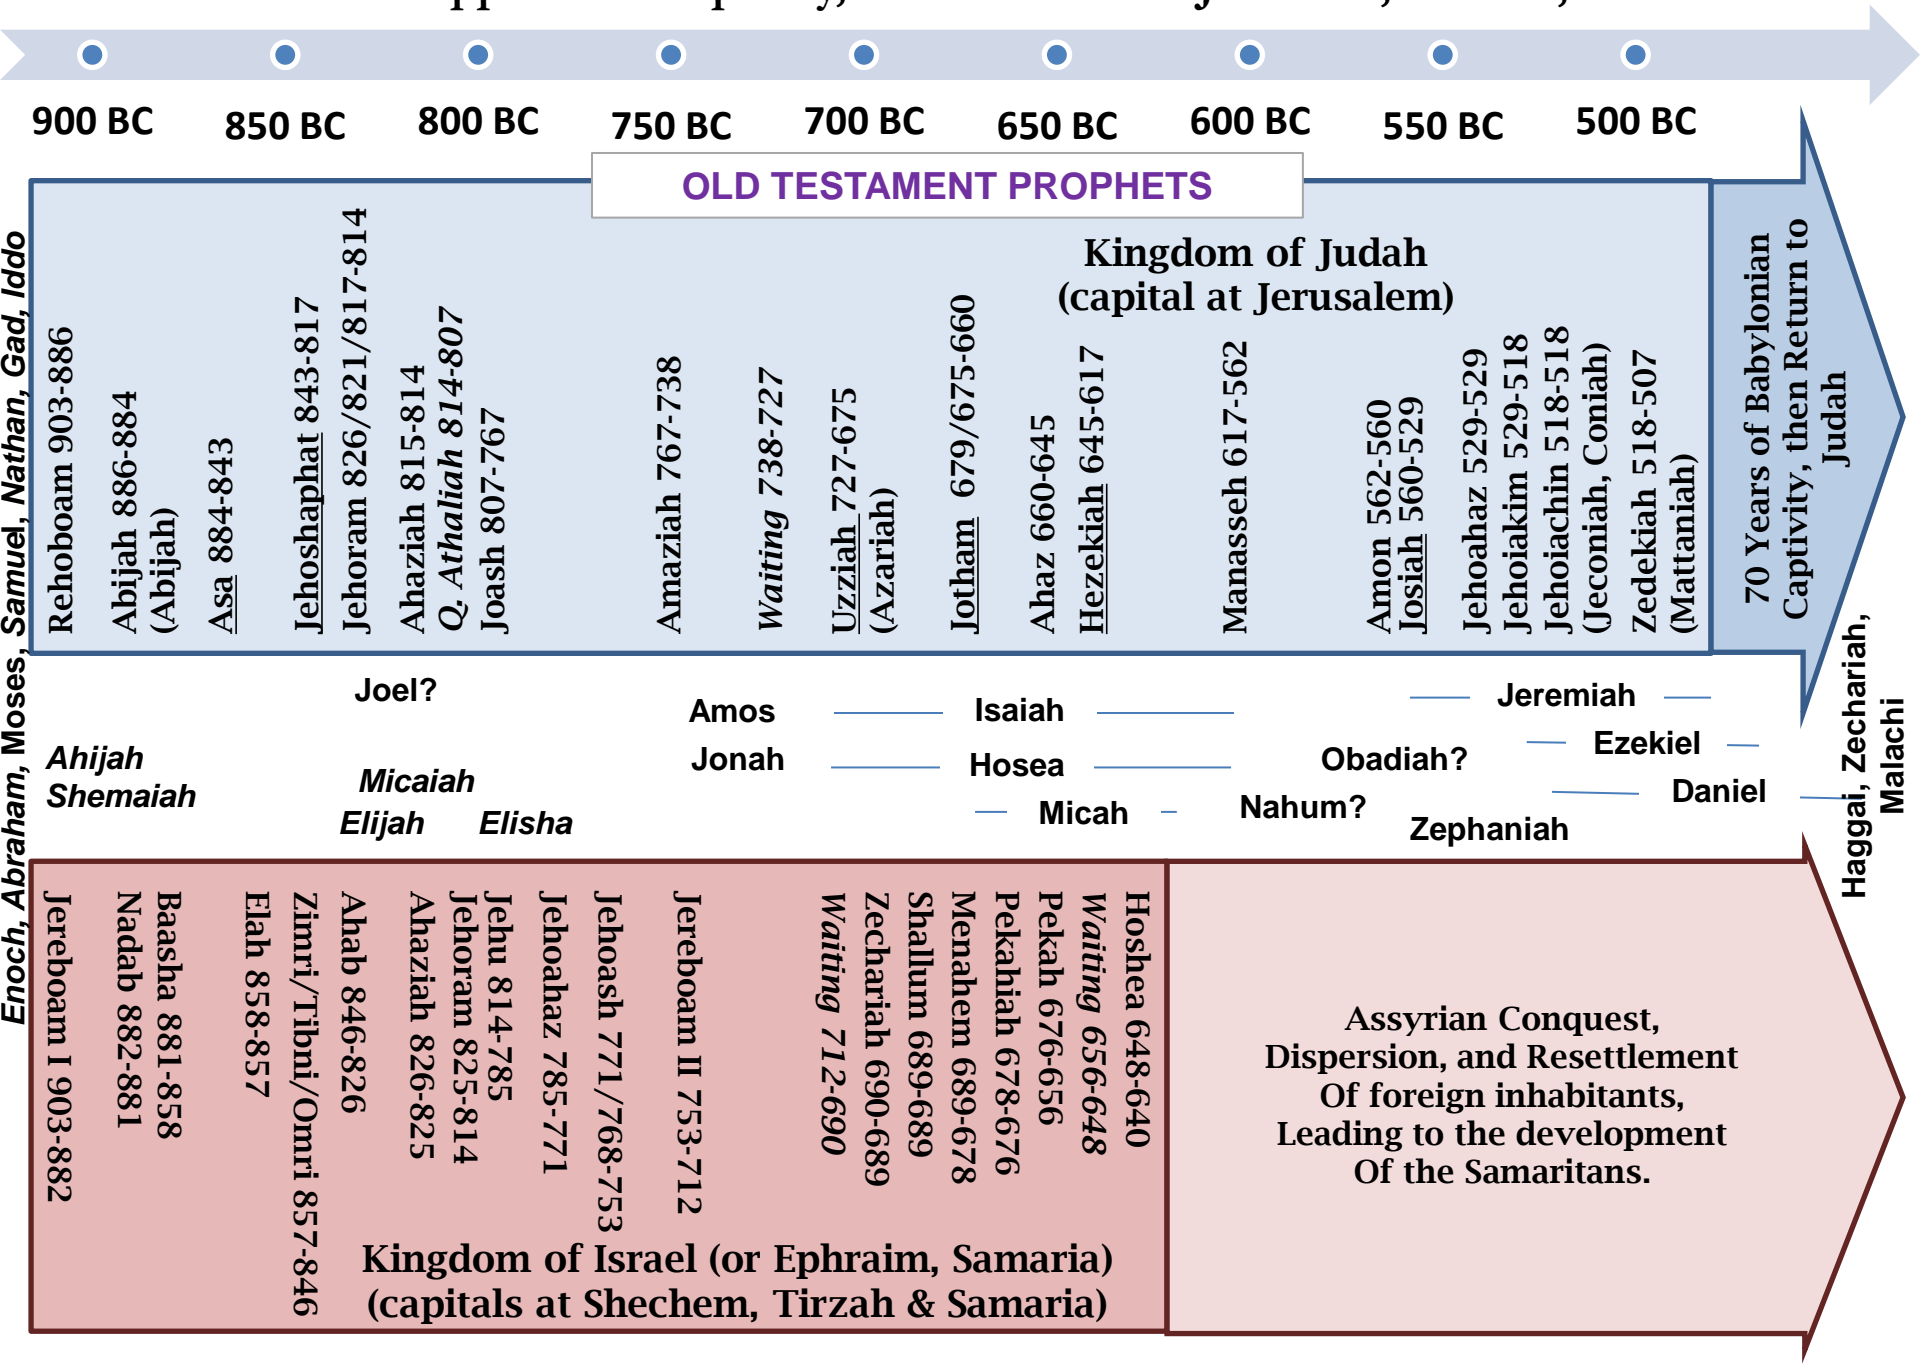 900 BC
850 BC
800 BC
750 BC
700 BC
650 BC
600 BC
550 BC
500 BC
OLD TESTAMENT PROPHETS
Kingdom of Judah
(capital at Jerusalem)
Rehoboam 903-886
Abijah 886-884
(Abijah)
Asa 884-843
Jehoshaphat 843-817
Jehoram 826/821/817-814
Ahaziah 815-814
Q. Athaliah 814-807
Joash 807-767
Amaziah 767-738
Waiting 738-727
Uzziah 727-675
(Azariah)
Jotham 679/675-660
Ahaz 660-645
Hezekiah 645-617
Manasseh 617-562
Amon 562-560
Josiah 560-529
Jehoahaz 529-529
Jehoiakim 529-518
Jehoiachin 518-518
(Jeconiah, Coniah)
Zedekiah 518-507
(Mattaniah)
70 Years of Babylonian
Captivity, then Return to
Judah
Enoch, Abraham, Moses, Samuel, Nathan, Gad, Iddo
Joel?
Amos
Isaiah
Jeremiah
Jonah
Hosea
Obadiah?
Ezekiel
Ahijah
Shemaiah
Micaiah
Elijah
Elisha
Micah
Nahum?
Daniel
Zephaniah
Haggai, Zechariah,
Malachi
Jereboam I 903-882
Nadab 882-881
Baasha 881-858
Elah 858-857
Zimri/Tibni/Omri 857-846
Ahab 846-826
Ahaziah 826-825
Jehoram 825-814
Jehu 814-785
Jehoahaz 785-771
Jehoash 771/768-753
Jereboam II 753-712
Waiting 712-690
Zechariah 690-689
Shallum 689-689
Menahem 689-678
Pekahiah 678-676
Pekah 676-656
Waiting 656-648
Hoshea 648-640
Kingdom of Israel (or Ephraim, Samaria)
(capitals at Shechem, Tirzah & Samaria)
Assyrian Conquest,
Dispersion, and Resettlement
Of foreign inhabitants,
Leading to the development
Of the Samaritans.